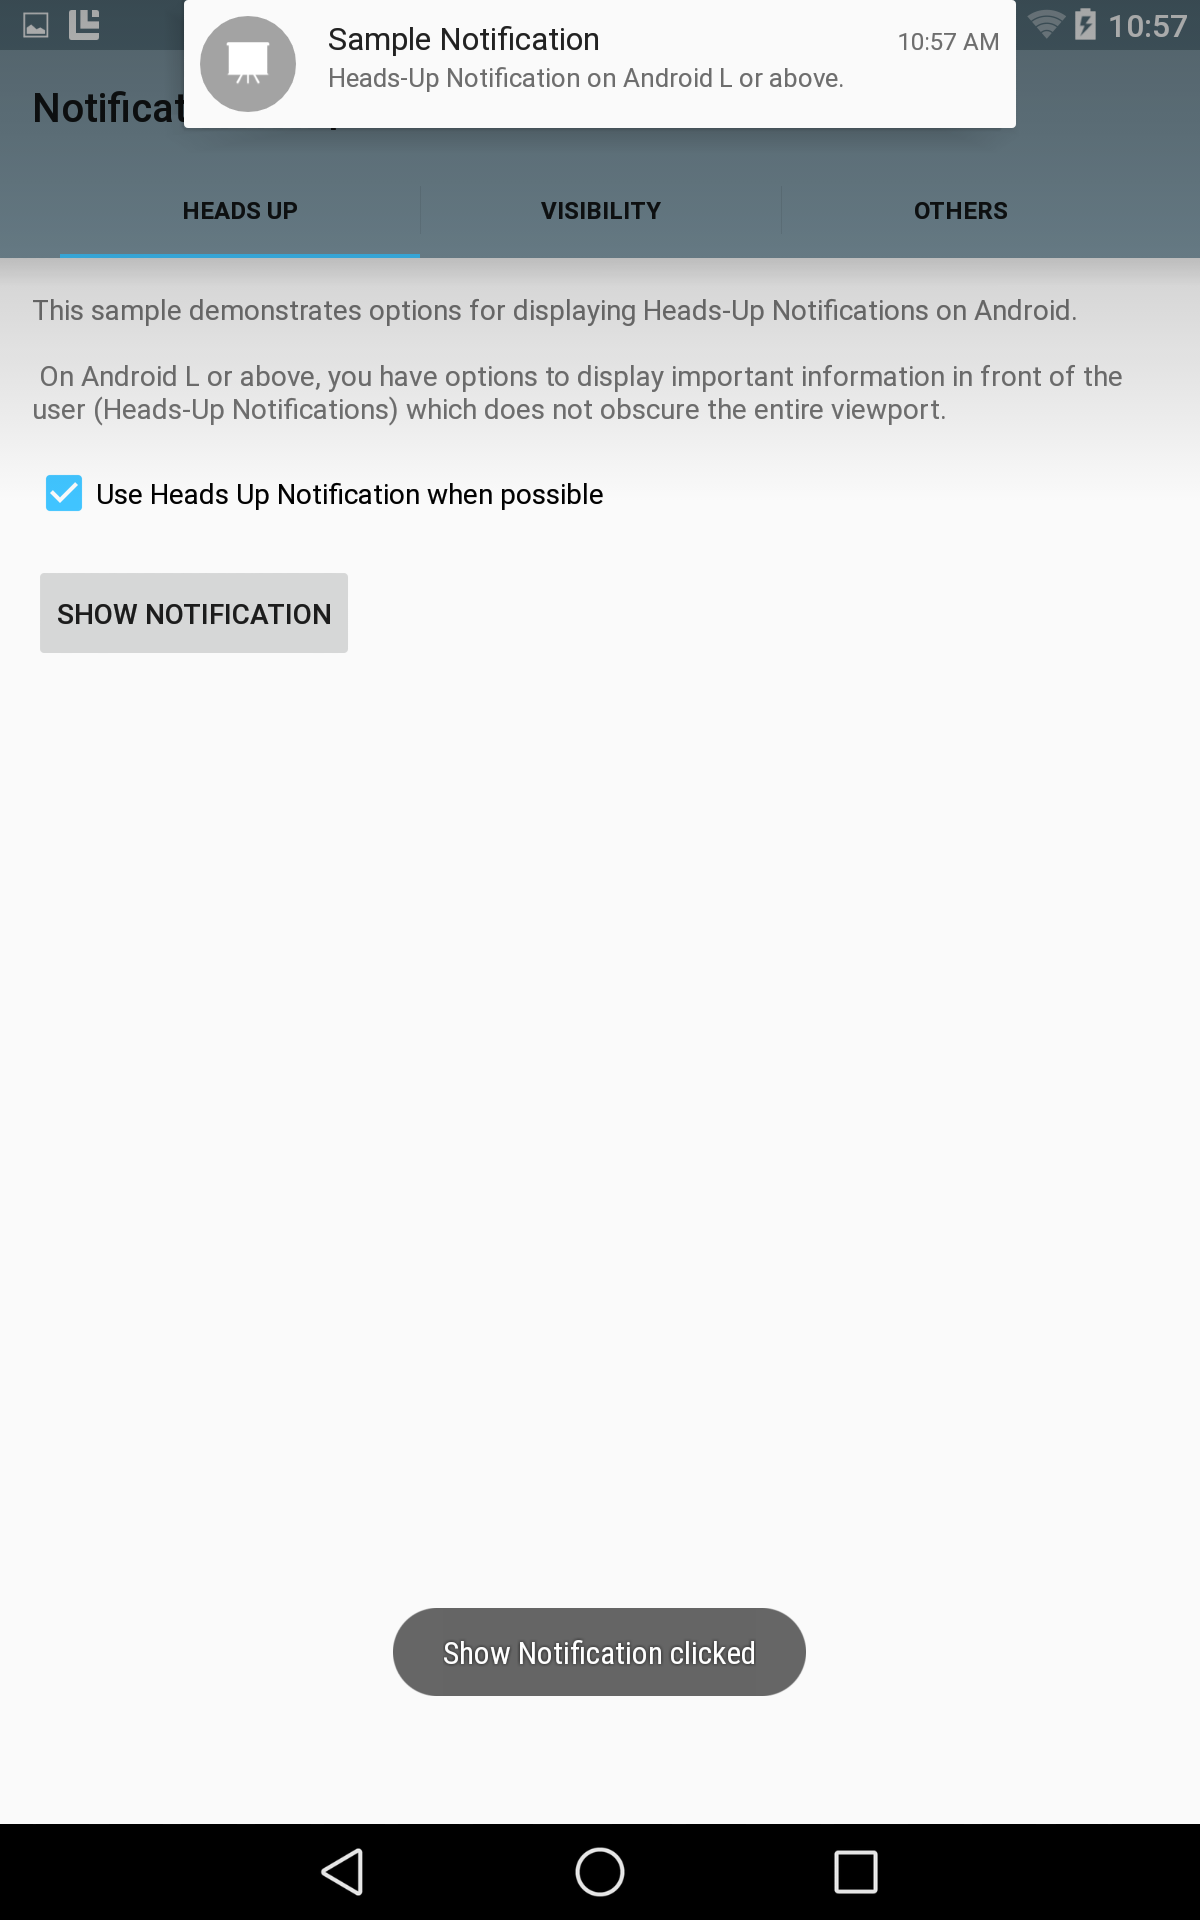 10:57
Sample Notification
10:57 AM
Heads-Up Notification on Android L or above.
HEADS UP
VISIBILITY
OTHERS
This sample demonstrates options for displaying Heads-Up Notifications on Android.
On Android L or above, you have options to display important information in front of the
user (Heads-Up Notifications) which does not obscure the entire viewport.
Use Heads Up Notification when possible
SHOW NOTIFICATION
Show Notification clicked